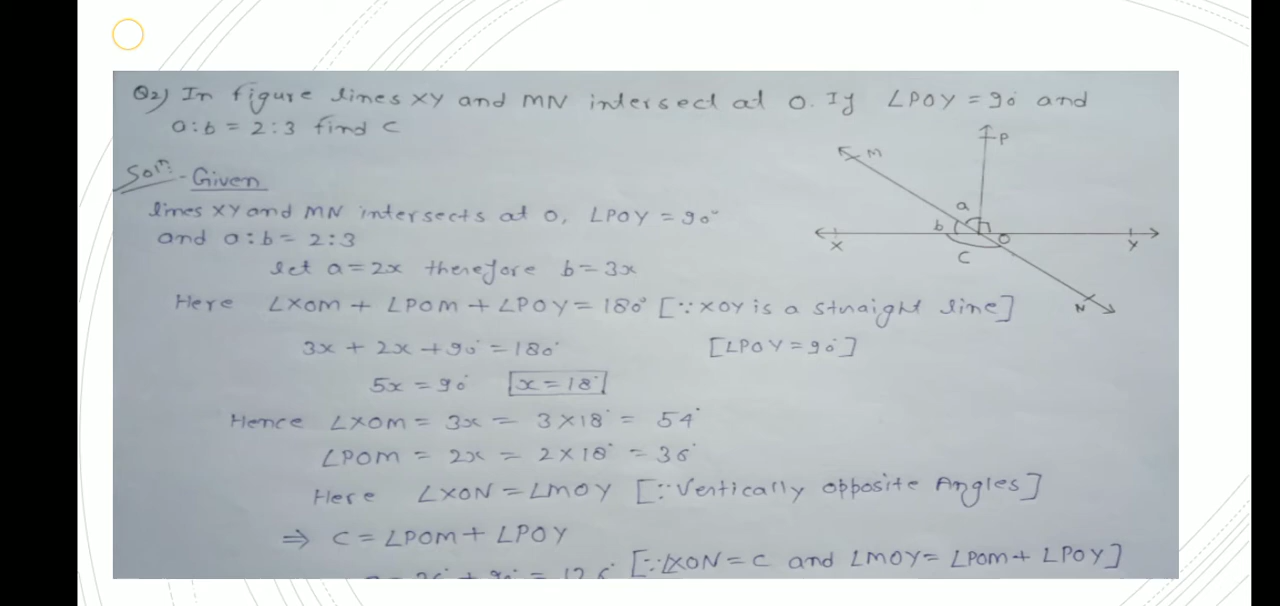 Q2) In figure lines XY and MN intersect at O. If ∠POY = 90° and
a:b = 2:3 find c
P
M
a
b
O
X
Y
C
N
Soln:- Given
lines XY and MN intersects at O, ∠POY = 90°
and a:b = 2:3
let a = 2x therefore b = 3x
Here ∠XOM + ∠POM + ∠POY = 180° [∵ XOY is a straight line]
3x + 2x + 90° = 180° [∠POY = 90°]
5x = 90° x = 18°
Hence ∠XOM = 3x = 3 × 18° = 54°
∠POM = 2x = 2 × 18° = 36°
Here ∠XON = ∠MOY [∵ Vertically opposite Angles]
⇒ C = ∠POM + ∠POY
[∵ ∠XON = C and ∠MOY = ∠POM + ∠POY]
= 36° + 90° = 126°